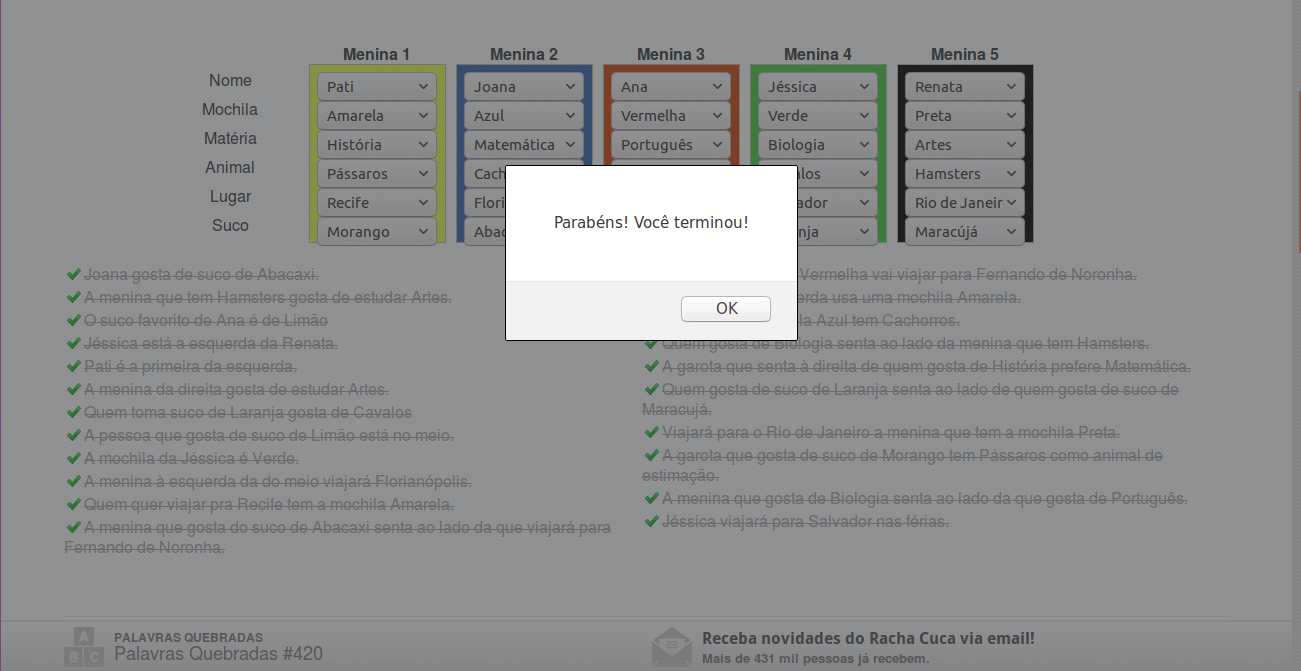 Menina 1 Menina 2 Menina 3 Menina 4 Menina 5
Nome Pati Joana Ana Jéssica Renata
Mochila Amarela Azul Vermelha Verde Preta
Matéria História Matemática Português Biologia Artes
Animal Pássaros Cach alos Hamsters
Lugar Recife Flori ador Rio de Janeir
Suco Morango Abac nja Maracújá
Parabéns! Você terminou!
OK
Joana gosta de suco de Abacaxi.
A menina que tem Hamsters gosta de estudar Artes.
O suco favorito de Ana é de Limão
Jéssica está a esquerda da Renata.
Pati é a primeira da esquerda.
A menina da direita gosta de estudar Artes.
Quem toma suco de Laranja gosta de Cavalos
A pessoa que gosta de suco de Limão está no meio.
A mochila da Jéssica é Verde.
A menina à esquerda da do meio viajará Florianópolis.
Quem quer viajar pra Recife tem a mochila Amarela.
A menina que gosta do suco de Abacaxi senta ao lado da que viajará para
Fernando de Noronha.
Vermelha vai viajar para Fernando de Noronha.
erda usa uma mochila Amarela.
la Azul tem Cachorros.
Quem gosta de Biologia senta ao lado da menina que tem Hamsters.
A garota que senta à direita de quem gosta de História prefere Matemática.
Quem gosta de suco de Laranja senta ao lado de quem gosta de suco de
Maracujá.
Viajará para o Rio de Janeiro a menina que tem a mochila Preta.
A garota que gosta de suco de Morango tem Pássaros como animal de
estimação.
A menina que gosta de Biologia senta ao lado da que gosta de Português.
Jéssica viajará para Salvador nas férias.
A
B C
PALAVRAS QUEBRADAS
Palavras Quebradas #420
Receba novidades do Racha Cuca via email!
Mais de 431 mil pessoas já recebem.